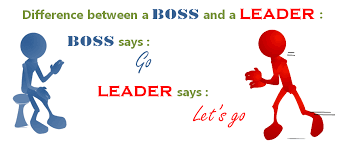 Difference between a BOSS and a LEADER :
BOSS says :
Go
LEADER says :
Let's go